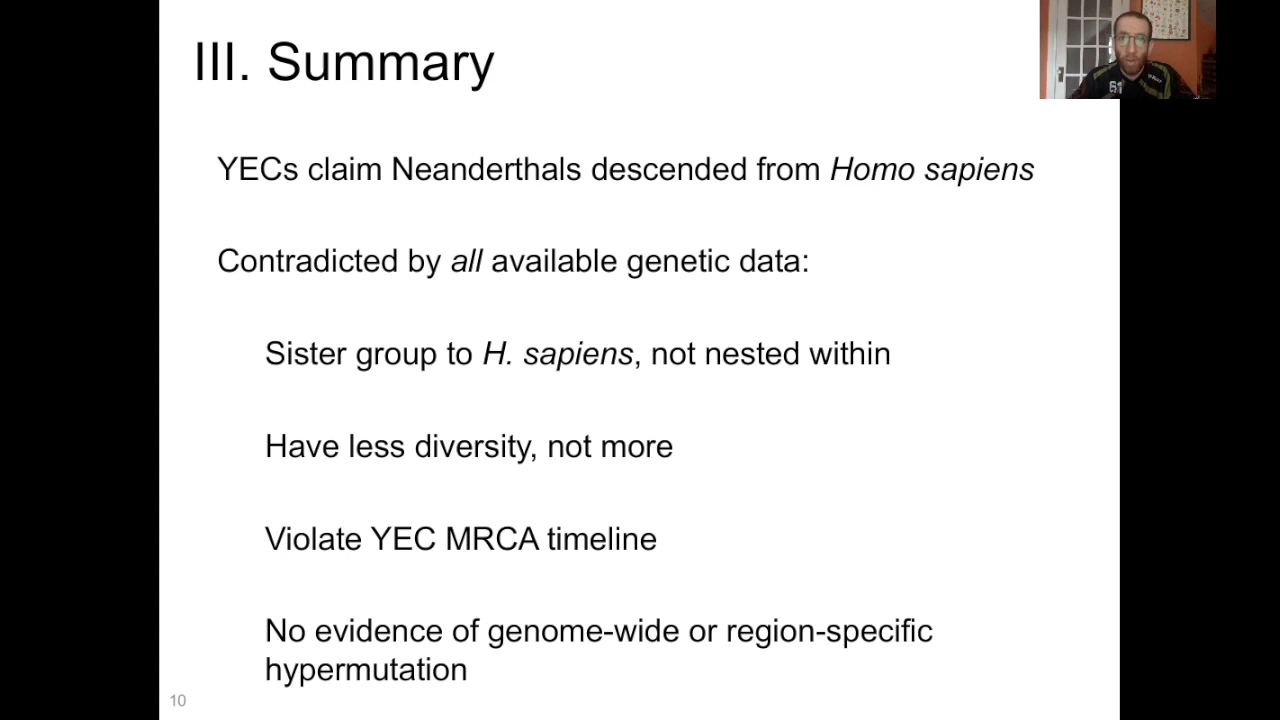 III. Summary
YECs claim Neanderthals descended from Homo sapiens
Contradicted by all available genetic data:
Sister group to H. sapiens, not nested within
Have less diversity, not more
Violate YEC MRCA timeline
No evidence of genome-wide or region-specific
hypermutation
10